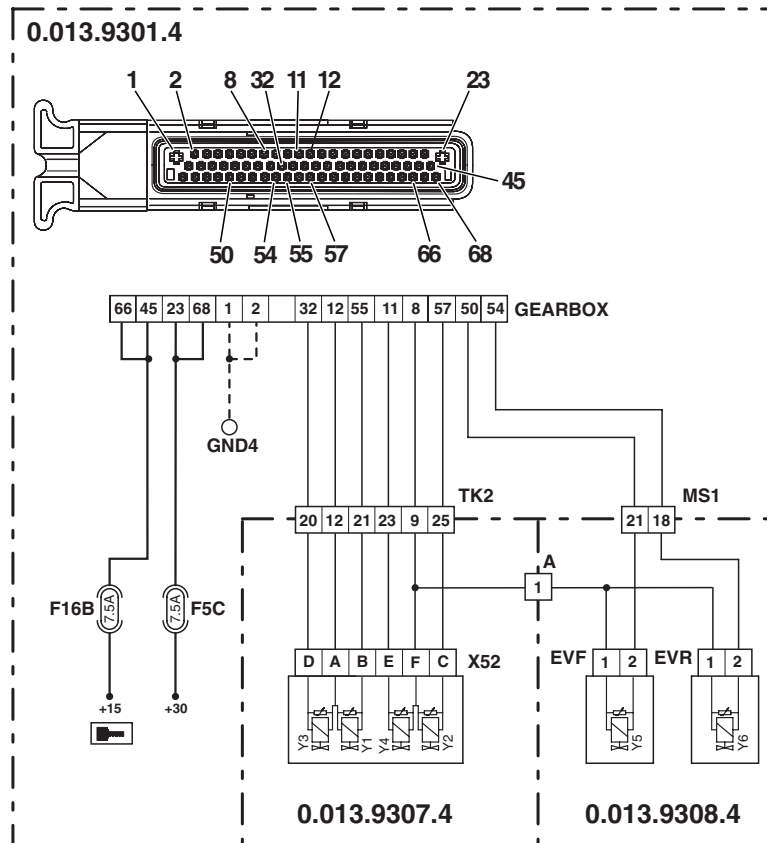 0.013.9301.4
1 2 8 32 11 12 23
45
50 54 55 57 66 68
66 45 23 68 1 2 32 12 55 11 8 57 50 54 GEARBOX
GND4
TK2 MS1
20 12 21 23 9 25 21 18
A
1
F16B 7.5A 7.5A F5C
D A B E F C X52 EVF 1 2 EVR 1 2
+15 +30
Y3 Y1 Y4 Y2 Y5 Y6
0.013.9307.4 0.013.9308.4